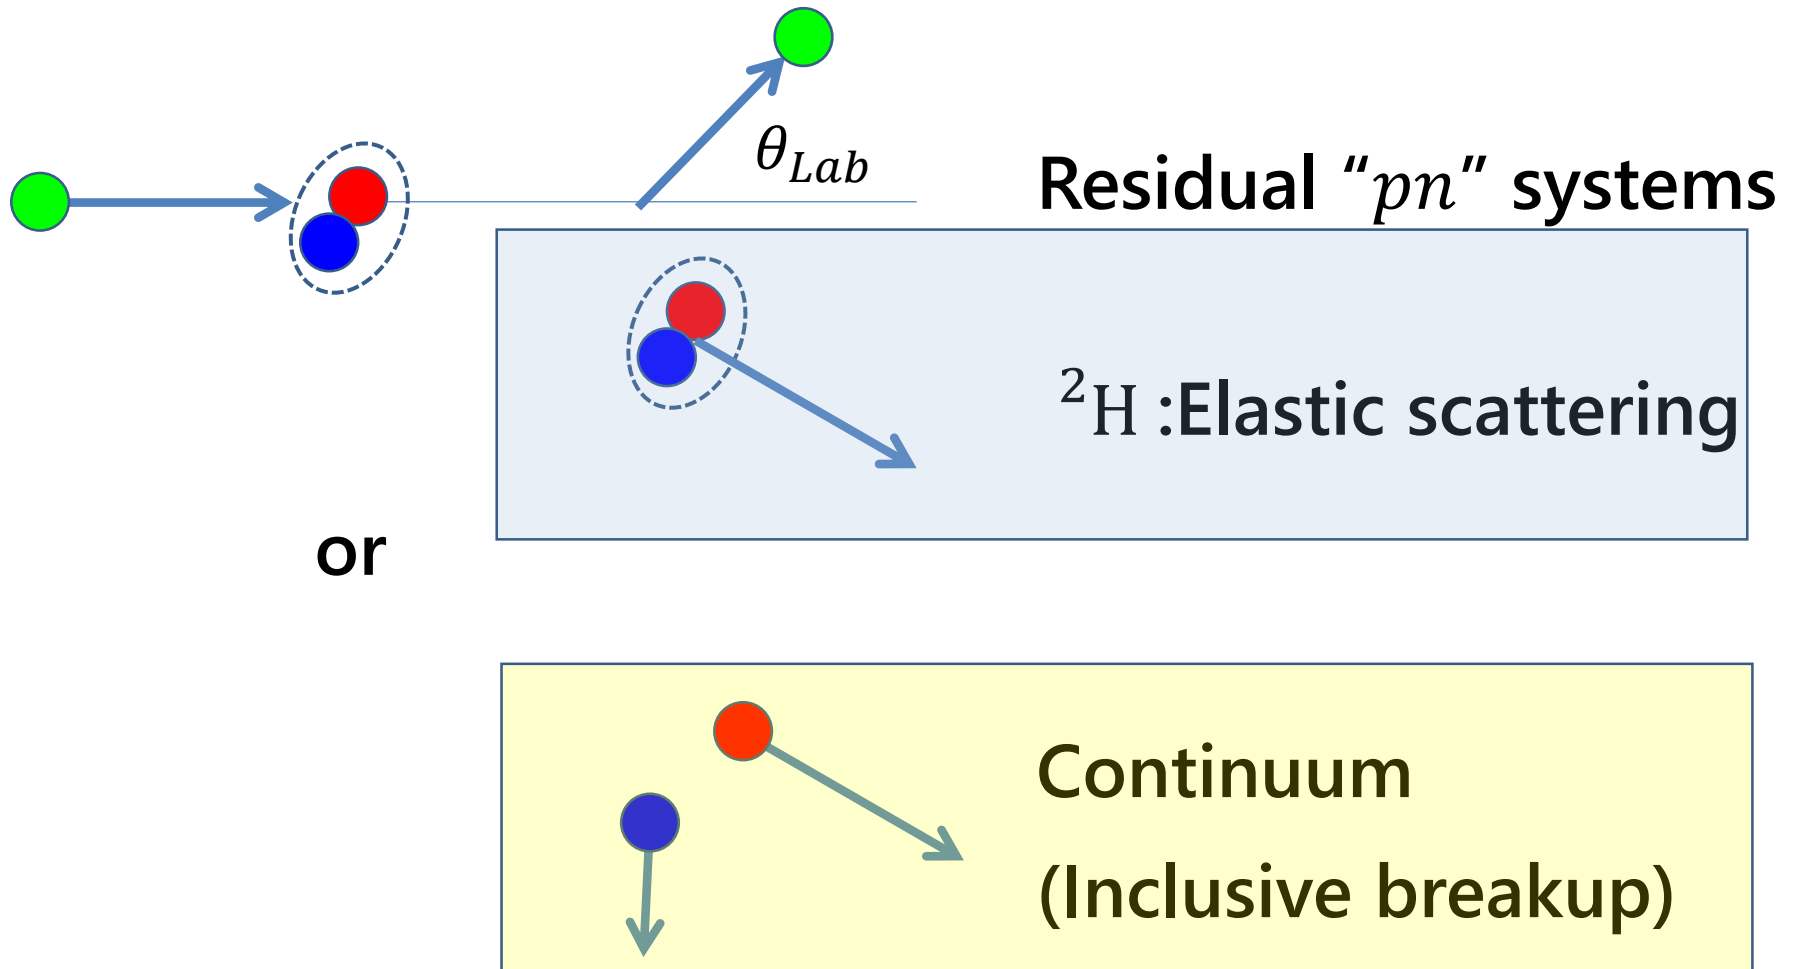 θ_Lab
Residual “pn” systems
²H :Elastic scattering
or
Continuum
(Inclusive breakup)